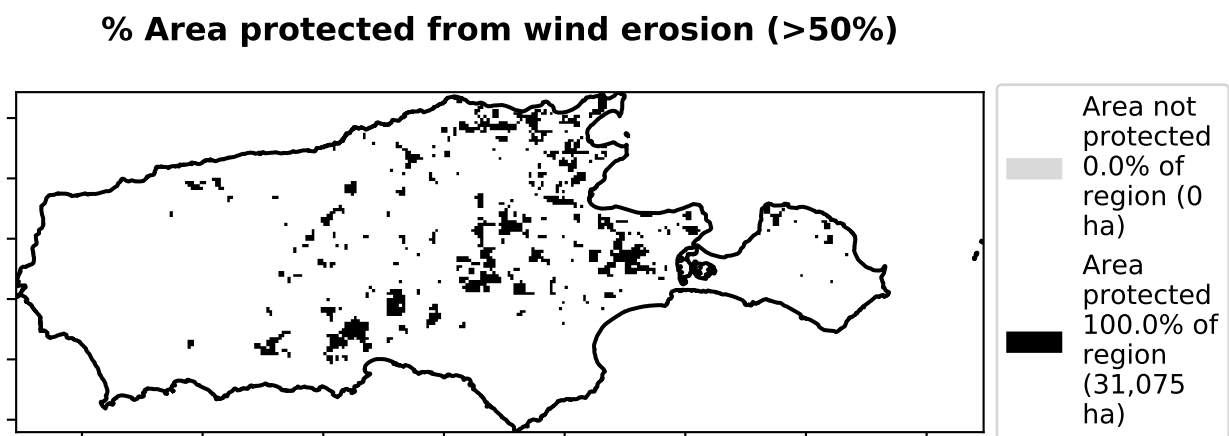 % Area protected from wind erosion (>50%)
Area not
protected
0.0% of
region (0
ha)
Area
protected
100.0% of
region
(31,075
ha)